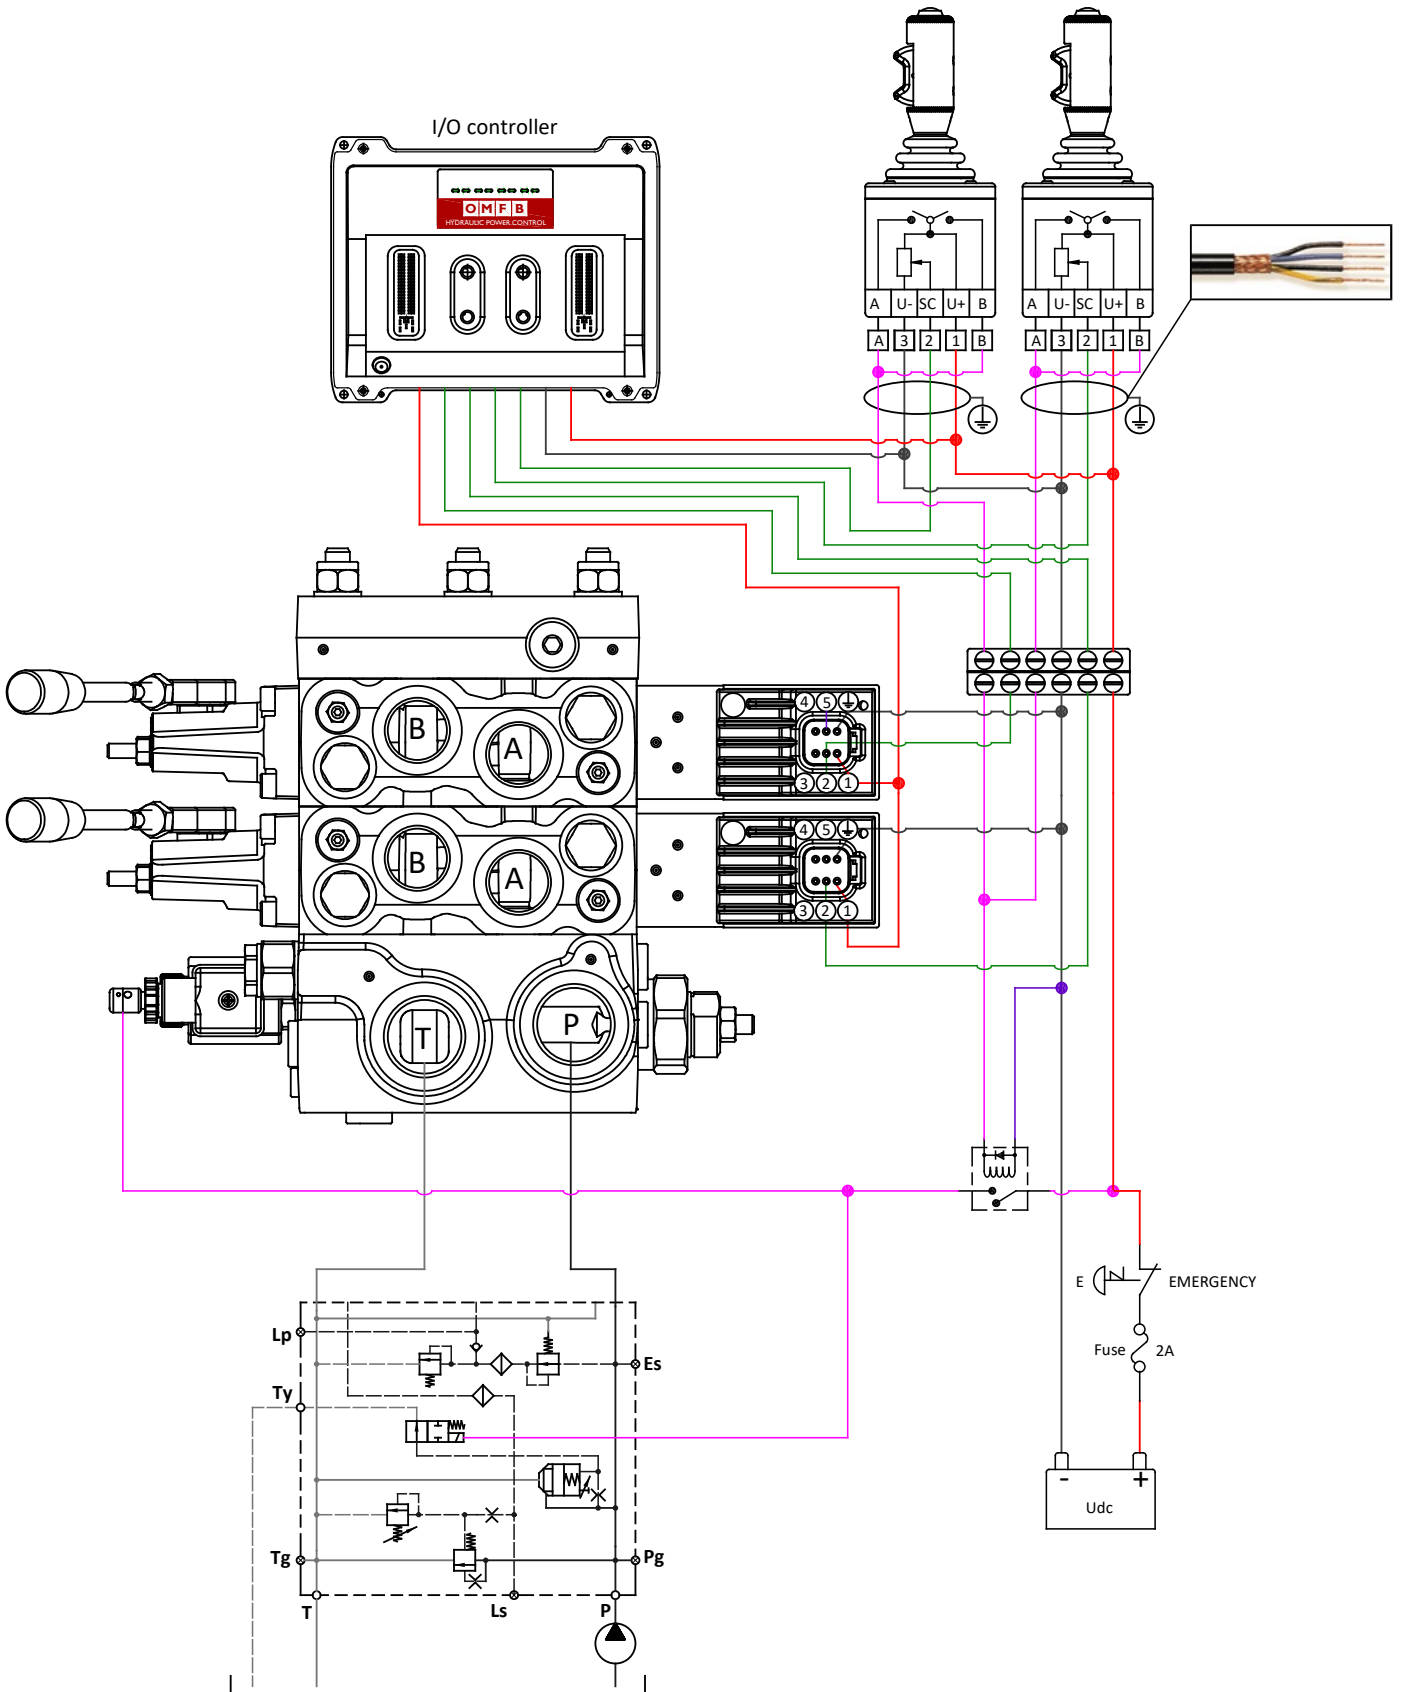 I/O controller
OMFB
HYDRAULIC POWER CONTROL
A U- SC U+ B
A U- SC U+ B
A 3 2 1 B
A 3 2 1 B
4 5
B
A
3 2 1
4 5
B
A
3 2 1
T
P
E EMERGENCY
Fuse 2A
Lp
Es
Ty
- +
Udc
Tg
Pg
T Ls P